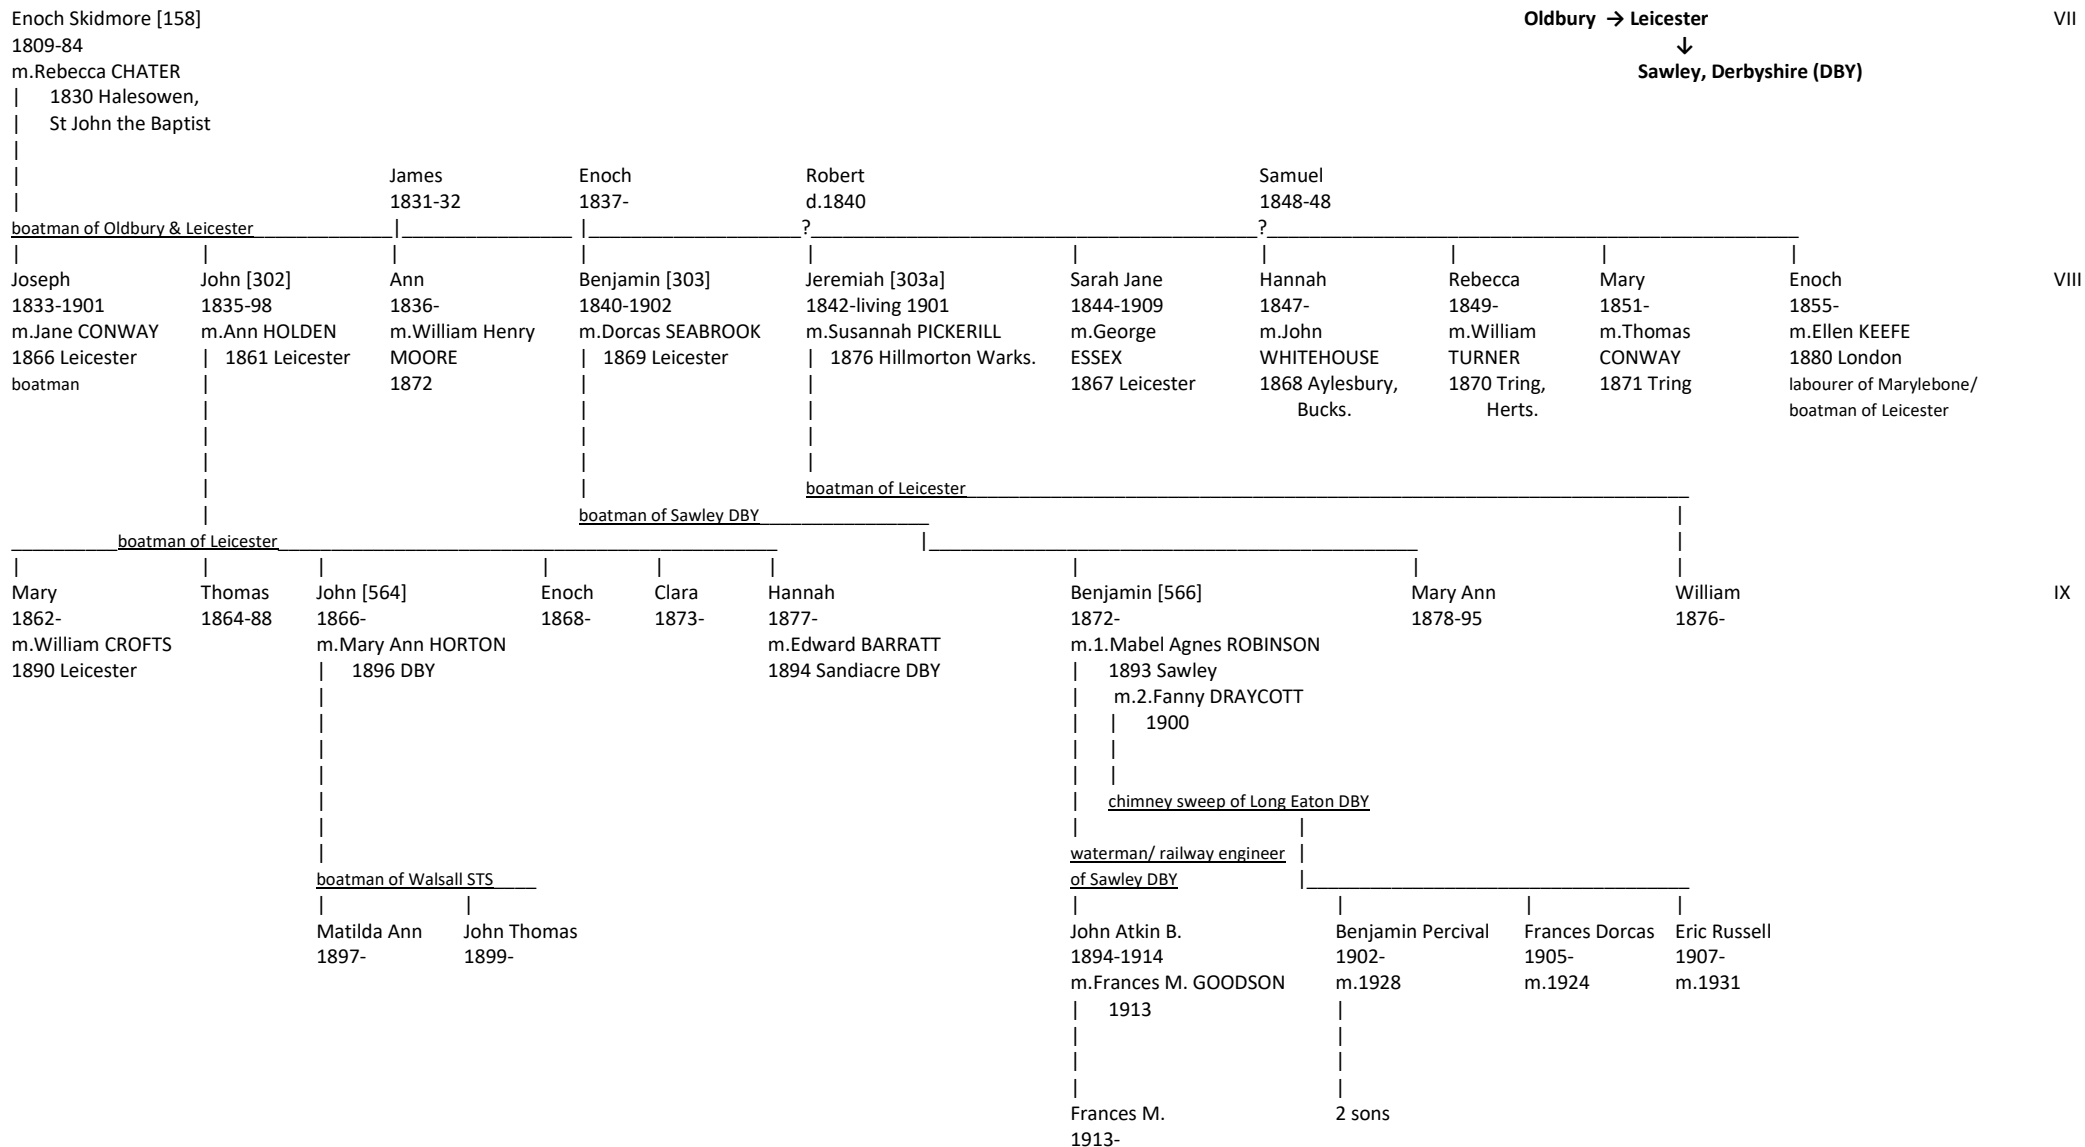 Enoch Skidmore [158] Oldbury → Leicester VII
1809-84 ↓
m.Rebecca CHATER Sawley, Derbyshire (DBY)
| 1830 Halesowen,
| St John the Baptist
James Enoch Robert Samuel
1831-32 1837- d.1840 1848-48
boatman of Oldbury & Leicester ? ?
Joseph John [302] Ann Benjamin [303] Jeremiah [303a] Sarah Jane Hannah Rebecca Mary Enoch VIII
1833-1901 1835-98 1836- 1840-1902 1842-living 1901 1844-1909 1847- 1849- 1851- 1855-
m.Jane CONWAY m.Ann HOLDEN m.William Henry m.Dorcas SEABROOK m.Susannah PICKERILL m.George m.John m.William m.Thomas m.Ellen KEEFE
1866 Leicester | 1861 Leicester MOORE | 1869 Leicester | 1876 Hillmorton Warks. ESSEX WHITEHOUSE TURNER CONWAY 1880 London
boatman 1872 1867 Leicester 1868 Aylesbury, 1870 Tring, 1871 Tring labourer of Marylebone/
Bucks. Herts. boatman of Leicester
boatman of Leicester
boatman of Sawley DBY
boatman of Leicester
Mary Thomas John [564] Enoch Clara Hannah Benjamin [566] Mary Ann William IX
1862- 1864-88 1866- 1868- 1873- 1877- 1872- 1878-95 1876-
m.William CROFTS m.Mary Ann HORTON m.Edward BARRATT m.1.Mabel Agnes ROBINSON
1890 Leicester | 1896 DBY 1894 Sandiacre DBY | 1893 Sawley
m.2.Fanny DRAYCOTT
| | 1900
chimney sweep of Long Eaton DBY
waterman/ railway engineer
boatman of Walsall STS of Sawley DBY
Matilda Ann John Thomas John Atkin B. Benjamin Percival Frances Dorcas Eric Russell
1897- 1899- 1894-1914 1902- 1905- 1907-
m.Frances M. GOODSON m.1928 m.1924 m.1931
| 1913
Frances M. 2 sons
1913-